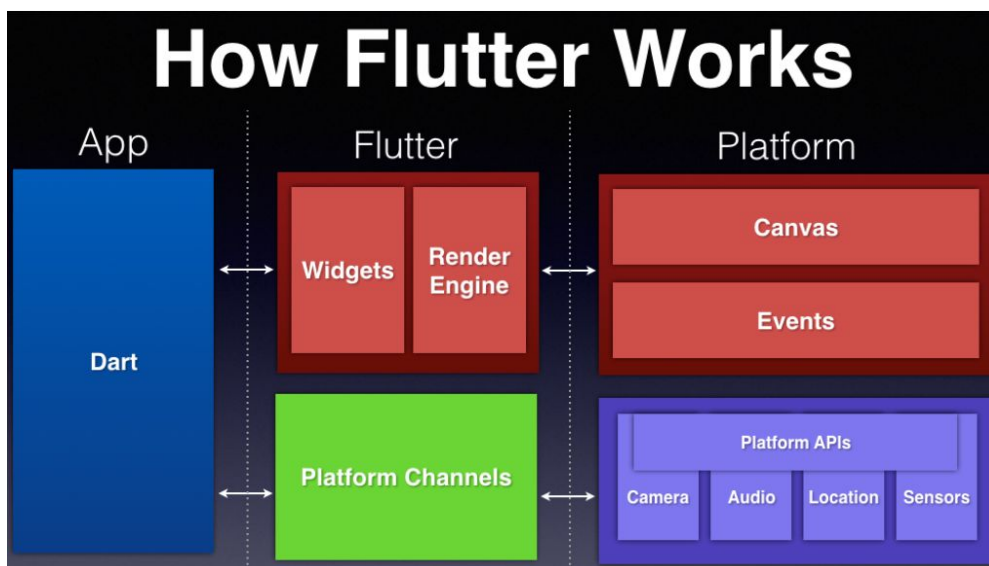 How Flutter Works
App
Flutter
Platform
Dart
Widgets
Render
Engine
Canvas
Events
Platform Channels
Platform APIs
Camera
Audio
Location
Sensors